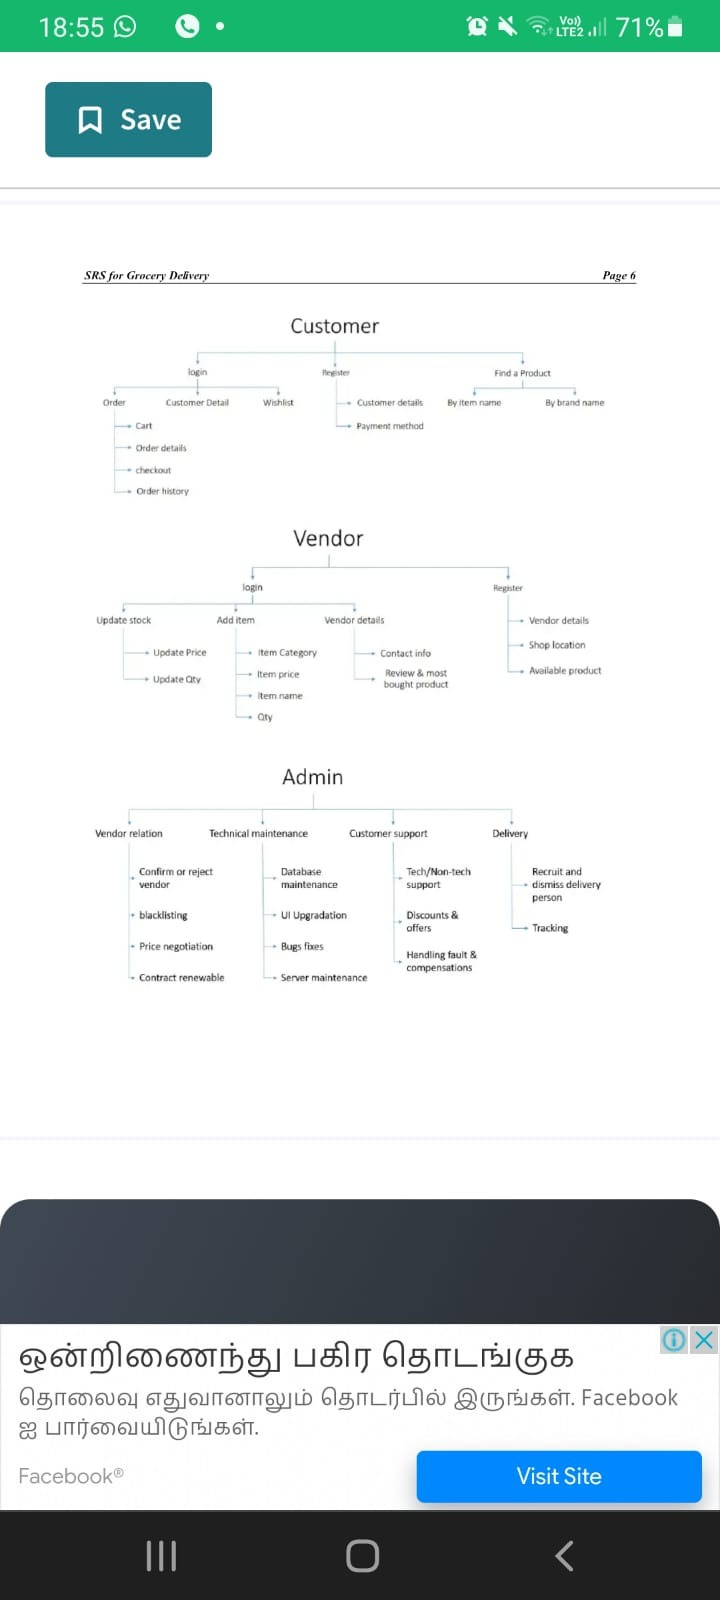 18:55
Vo))
LTE2
71%
Save
SRS for Grocery Delivery Page 6
Customer
login Register Find a Product
Order Customer Detail Wishlist Customer details By item name By brand name
Cart Payment method
Order details
checkout
Order history
Vendor
login Register
Update stock Add item Vendor details Vendor details
Update Price Item Category Contact info Shop location
Update Qty Item price Review & most Available product
bought product
Item name
Qty
Admin
Vendor relation Technical maintenance Customer support Delivery
Confirm or reject Database Tech/Non-tech Recruit and
vendor maintenance support dismiss delivery
person
blacklisting UI Upgradation Discounts & Tracking
offers
Price negotiation Bugs fixes Handling fault &
compensations
Contract renewable Server maintenance
ஒன்றிணைந்து பகிர தொடங்குக
தொலைவு எதுவானாலும் தொடர்பில் இருங்கள். Facebook
ஐ பார்வையிடுங்கள்.
Facebook® Visit Site